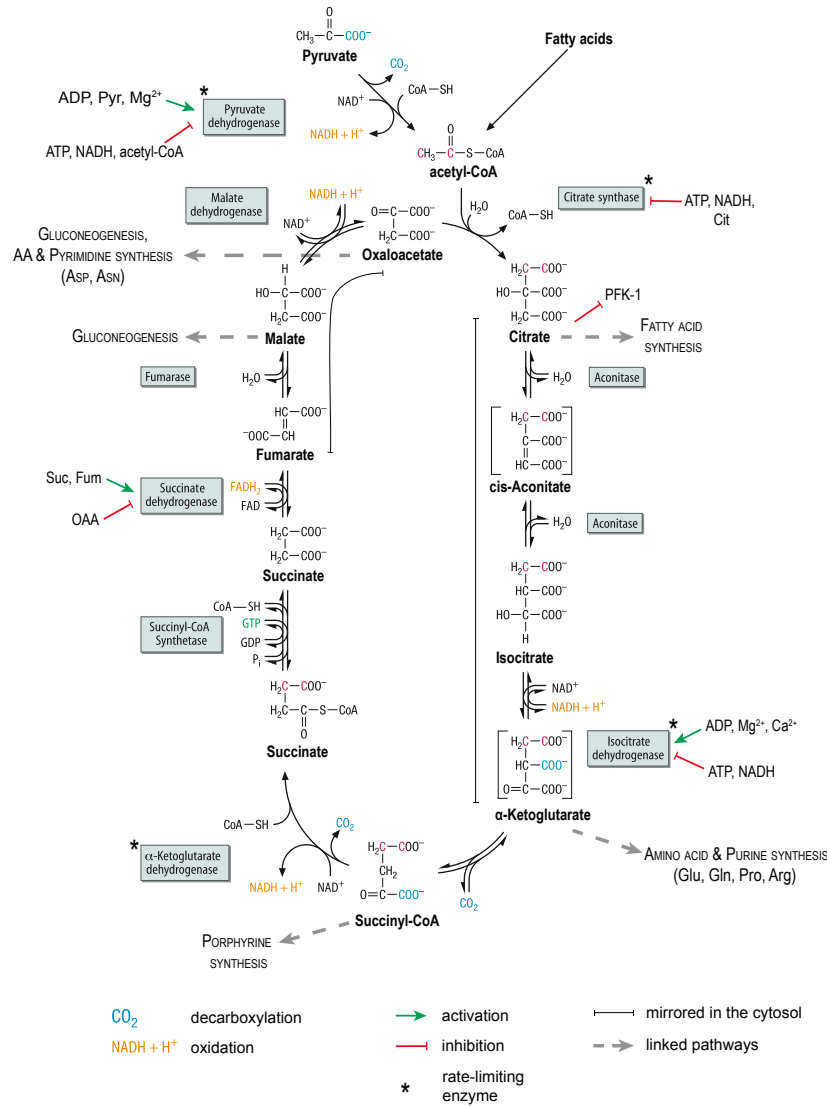 O
CH₃—C—COO⁻
Pyruvate
Fatty acids
CO₂
CoA—SH
NAD⁺
NADH + H⁺
ADP, Pyr, Mg²⁺
*
Pyruvate
dehydrogenase
ATP, NADH, acetyl-CoA
O
CH₃—C—S—CoA
acetyl-CoA
Malate
dehydrogenase
NADH + H⁺
NAD⁺
O=C—COO⁻
H₂C—COO⁻
Oxaloacetate
H₂O
CoA—SH
Citrate synthase
*
ATP, NADH,
Cit
GLUCONEOGENESIS,
AA & PYRIMIDINE SYNTHESIS
(ASP, ASN)
H
HO—C—COO⁻
H₂C—COO⁻
Malate
GLUCONEOGENESIS
H₂C—COO⁻
HO—C—COO⁻
H₂C—COO⁻
Citrate
PFK-1
FATTY ACID
SYNTHESIS
Fumarase
H₂O
H₂O
Aconitase
HC—COO⁻
⁻OOC—CH
Fumarate
H₂C—COO⁻
C—COO⁻
HC—COO⁻
cis-Aconitate
Suc, Fum
OAA
Succinate
dehydrogenase
FADH₂
FAD
H₂O
Aconitase
H₂C—COO⁻
H₂C—COO⁻
Succinate
H₂C—COO⁻
HC—COO⁻
HO—C—COO⁻
H
Isocitrate
Succinyl-CoA
Synthetase
CoA—SH
GTP
GDP
Pᵢ
NAD⁺
NADH + H⁺
H₂C—COO⁻
H₂C—C—S—CoA
O
Succinate
H₂C—COO⁻
HC—COO⁻
O=C—COO⁻
α-Ketoglutarate
Isocitrate
dehydrogenase
*
ADP, Mg²⁺, Ca²⁺
ATP, NADH
CoA—SH
CO₂
* α-Ketoglutarate
dehydrogenase
NADH + H⁺
NAD⁺
H₂C—COO⁻
CH₂
O=C—COO⁻
Succinyl-CoA
CO₂
AMINO ACID & PURINE SYNTHESIS
(Glu, Gln, Pro, Arg)
PORPHYRINE
SYNTHESIS
CO₂ decarboxylation
activation
mirrored in the cytosol
NADH + H⁺ oxidation
inhibition
linked pathways
* rate-limiting
enzyme